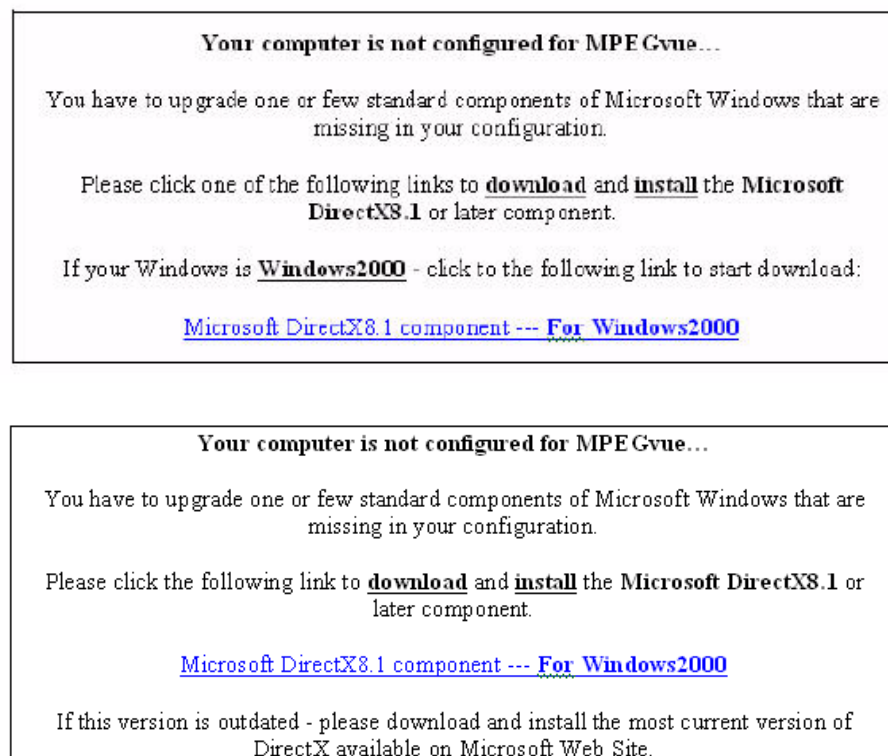 Your computer is not configured for MPEGvue...
You have to upgrade one or few standard components of Microsoft Windows that are
missing in your configuration.
Please click one of the following links to download and install the Microsoft
DirectX8.1 or later component.
If your Windows is Windows2000 - click to the following link to start download:
Microsoft DirectX8.1 component --- For Windows2000
Your computer is not configured for MPEGvue...
You have to upgrade one or few standard components of Microsoft Windows that are
missing in your configuration.
Please click the following link to download and install the Microsoft DirectX8.1 or
later component.
Microsoft DirectX8.1 component --- For Windows2000
If this version is outdated - please download and install the most current version of
DirectX available on Microsoft Web Site.